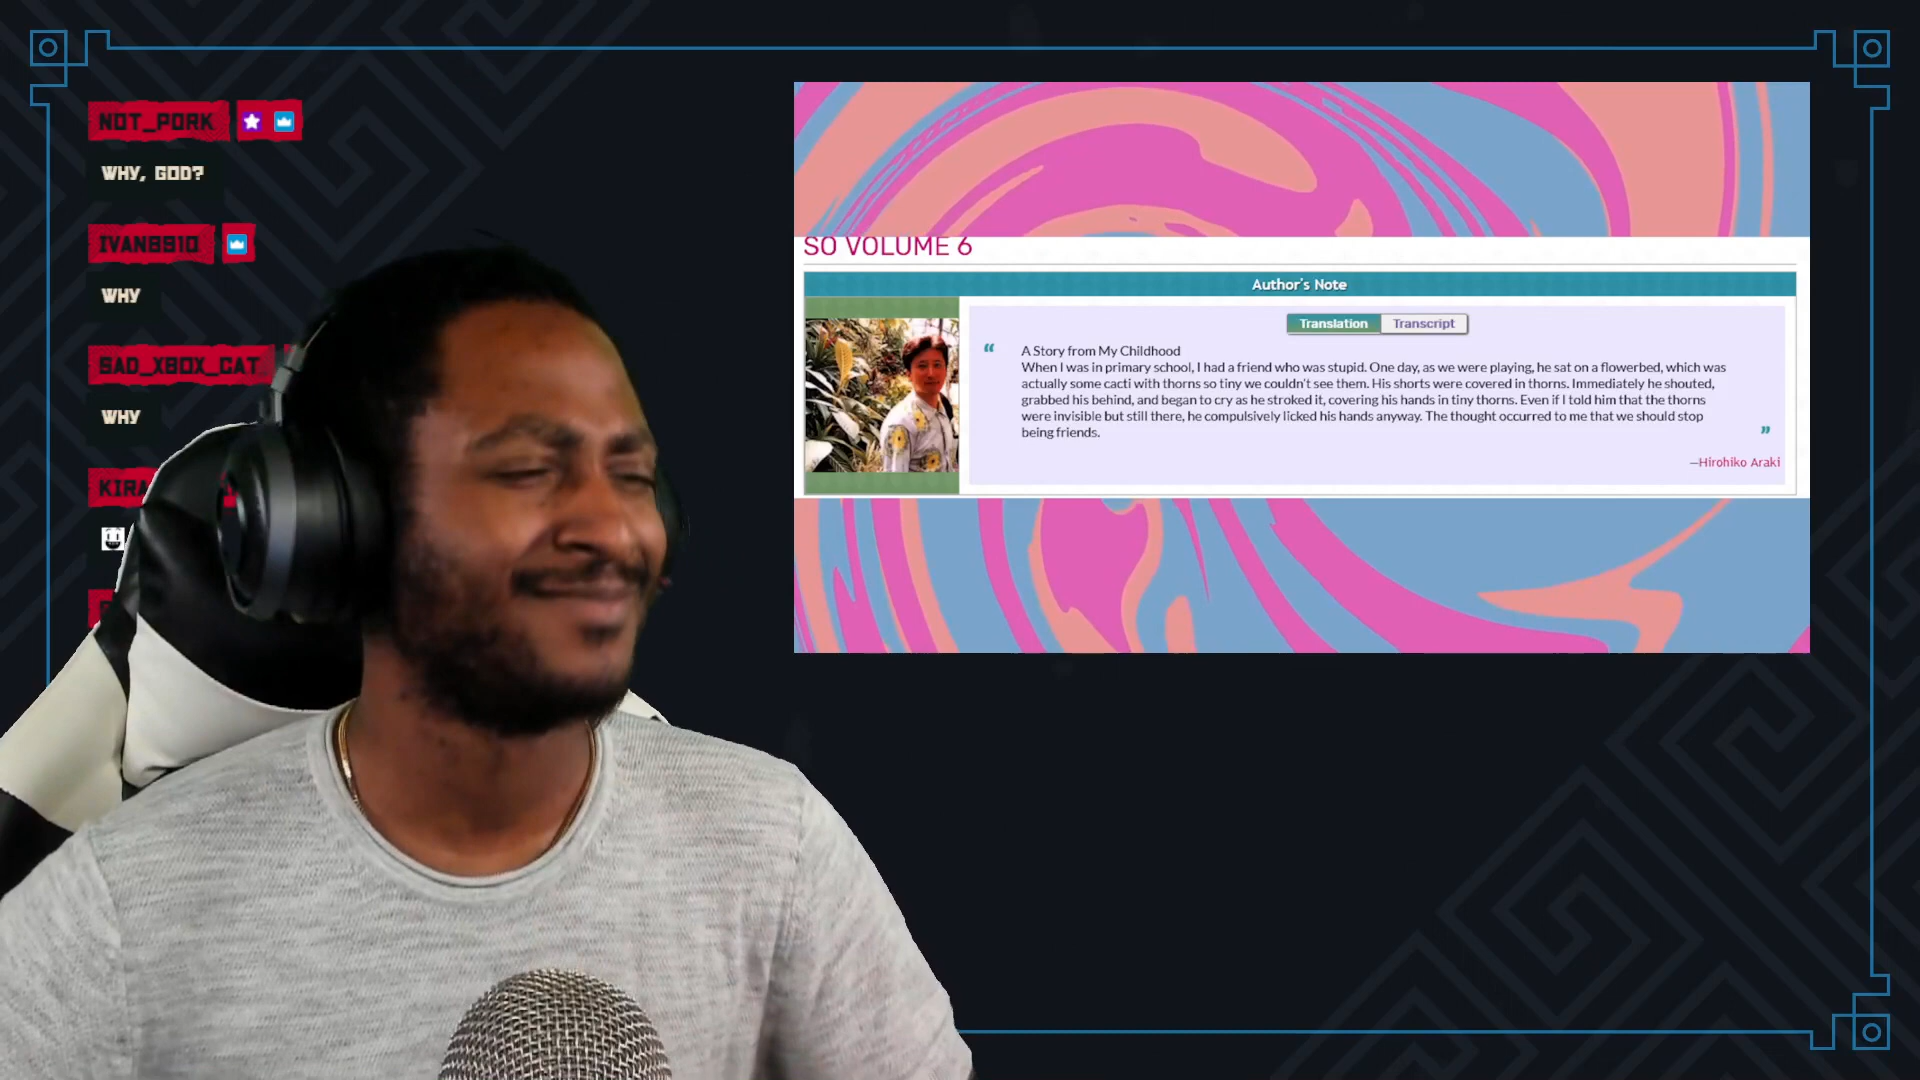 NOT_PORK
WHY, GOD?
IVAN8910
WHY
SAD_XBOX_CAT
WHY
SO VOLUME 6
Author's Note
Translation Transcript
“ A Story from My Childhood
When I was in primary school, I had a friend who was stupid. One day, as we were playing, he sat on a flowerbed, which was
actually some cacti with thorns so tiny we couldn't see them. His shorts were covered in thorns. Immediately he shouted,
grabbed his behind, and began to cry as he stroked it, covering his hands in tiny thorns. Even if I told him that the thorns
were invisible but still there, he compulsively licked his hands anyway. The thought occurred to me that we should stop
being friends. ”
—Hirohiko Araki